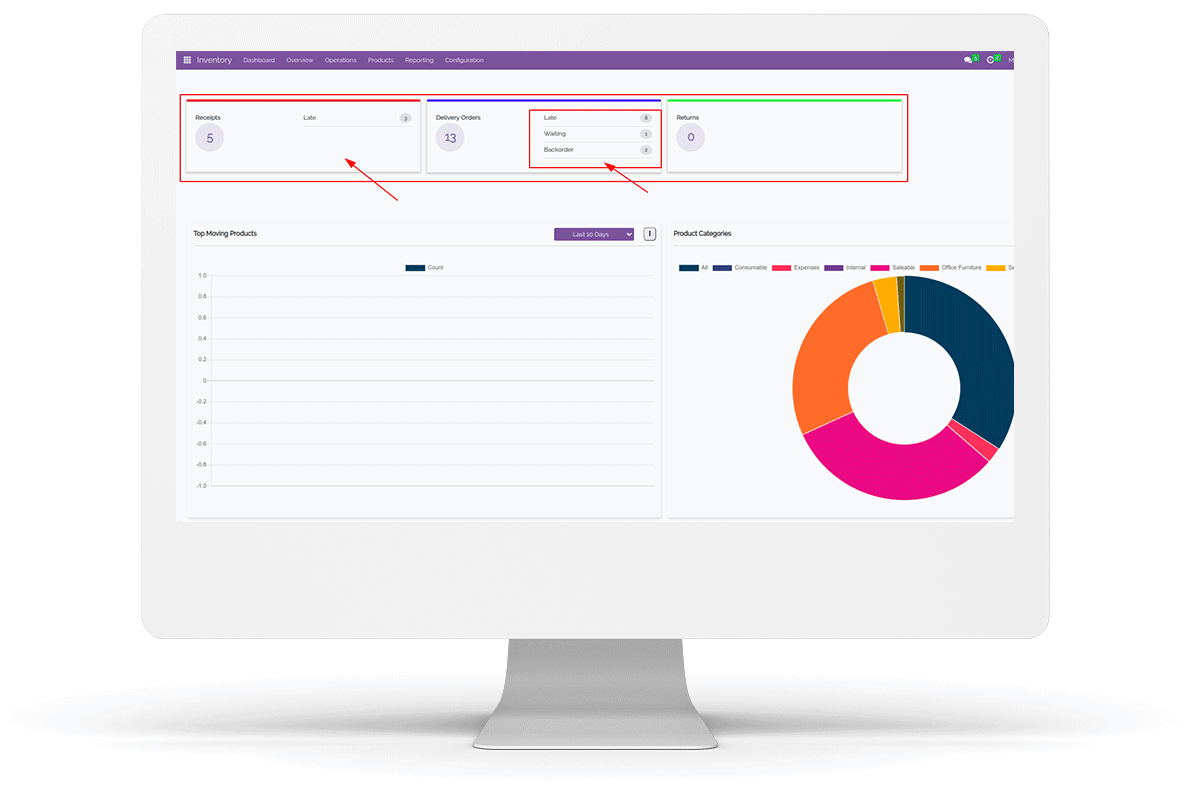 Inventory Dashboard Overview Operations Products Reporting Configuration
Receipts
5
Late 3
Delivery Orders
13
Late 8
Waiting 1
Backorder 2
Returns
0
Top Moving Products
Last 10 Days
Count
1.0
0.8
0.6
0.4
0.2
0
-0.2
-0.4
-0.6
-0.8
-1.0
Product Categories
All Consumable Expenses Internal Saleable Office Furniture